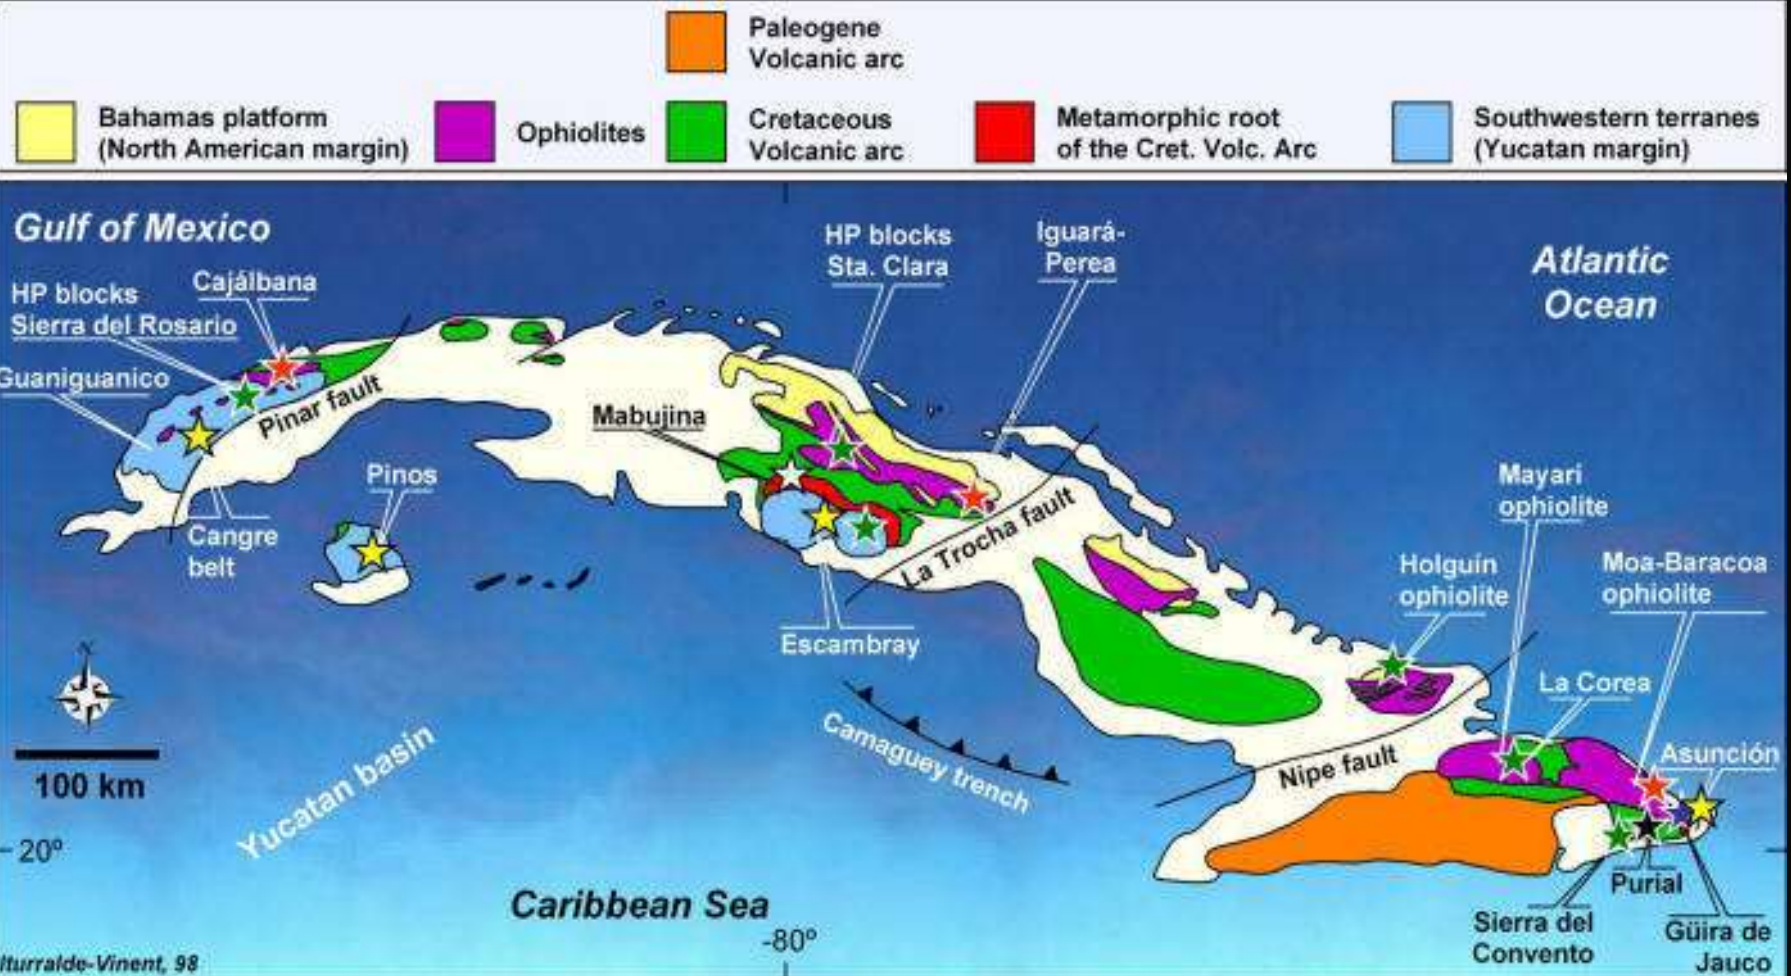 Paleogene
Volcanic arc
Bahamas platform
(North American margin)
Ophiolites
Cretaceous
Volcanic arc
Metamorphic root
of the Cret. Volc. Arc
Southwestern terranes
(Yucatan margin)
Gulf of Mexico
HP blocks
Sta. Clara
Iguará-
Perea
Atlantic
Ocean
Cajálbana
HP blocks
Sierra del Rosario
Guaniguanico
Pinar fault
Mabujina
Pinos
Cangre
belt
La Trocha fault
Mayari
ophiolite
Holguín
ophiolite
Moa-Baracoa
ophiolite
Escambray
La Corea
Asunción
N
Camaguey trench
Nipe fault
100 km
Yucatan basin
20º
Purial
Caribbean Sea
Sierra del
Convento
Güira de
Jauco
-80º
Iturralde-Vinent, 98